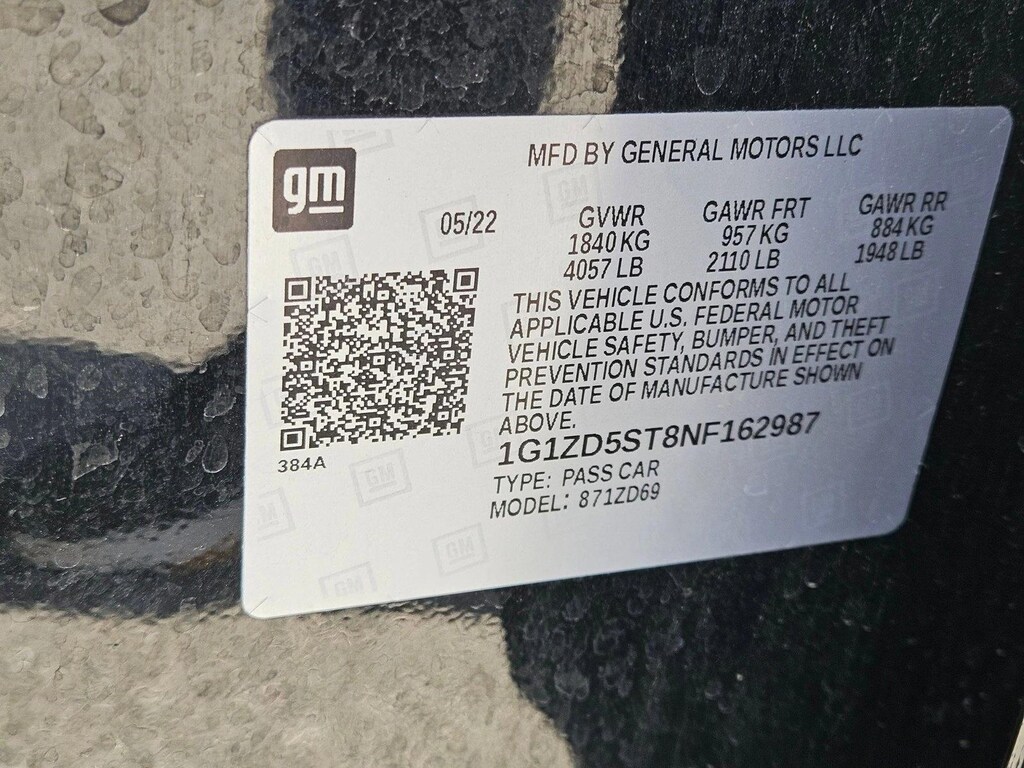 gm
MFD BY GENERAL MOTORS LLC
05/22
GVWR GAWR FRT GAWR RR
1840 KG 957 KG 884 KG
4057 LB 2110 LB 1948 LB
THIS VEHICLE CONFORMS TO ALL
APPLICABLE U.S. FEDERAL MOTOR
VEHICLE SAFETY, BUMPER, AND THEFT
PREVENTION STANDARDS IN EFFECT ON
THE DATE OF MANUFACTURE SHOWN
ABOVE.
384A
1G1ZD5ST8NF162987
TYPE: PASS CAR
MODEL: 871ZD69